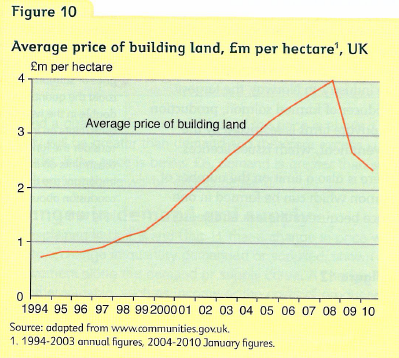 Figure 10
Average price of building land, £m per hectare¹, UK
£m per hectare
4
Average price of building land
3
2
1
0
1994 95 96 97 98 99 2000 01 02 03 04 05 06 07 08 09 10
Source: adapted from www.communities.gov.uk.
1. 1994-2003 annual figures, 2004-2010 January figures.